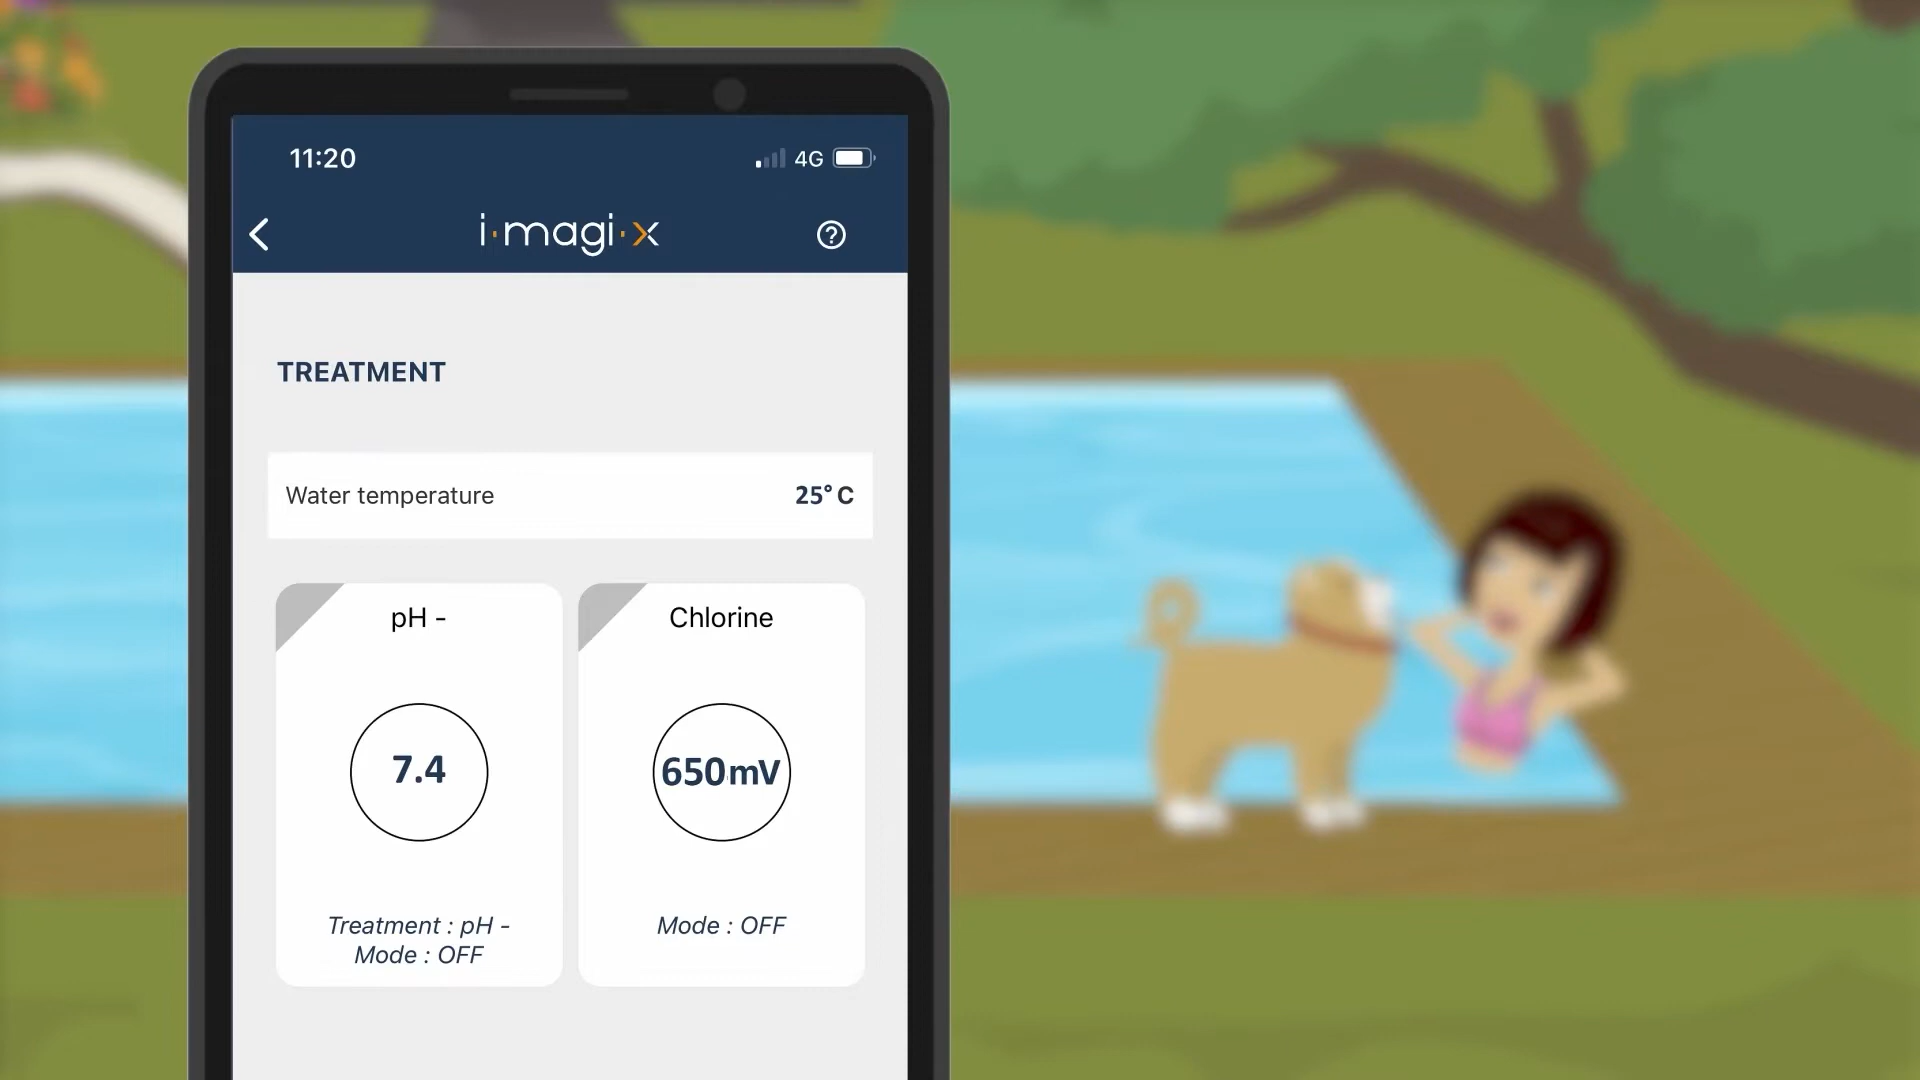 11:20
4G
i·magi·x
?
TREATMENT
Water temperature
25° C
pH -
Chlorine
7.4
650mV
Treatment : pH -
Mode : OFF
Mode : OFF